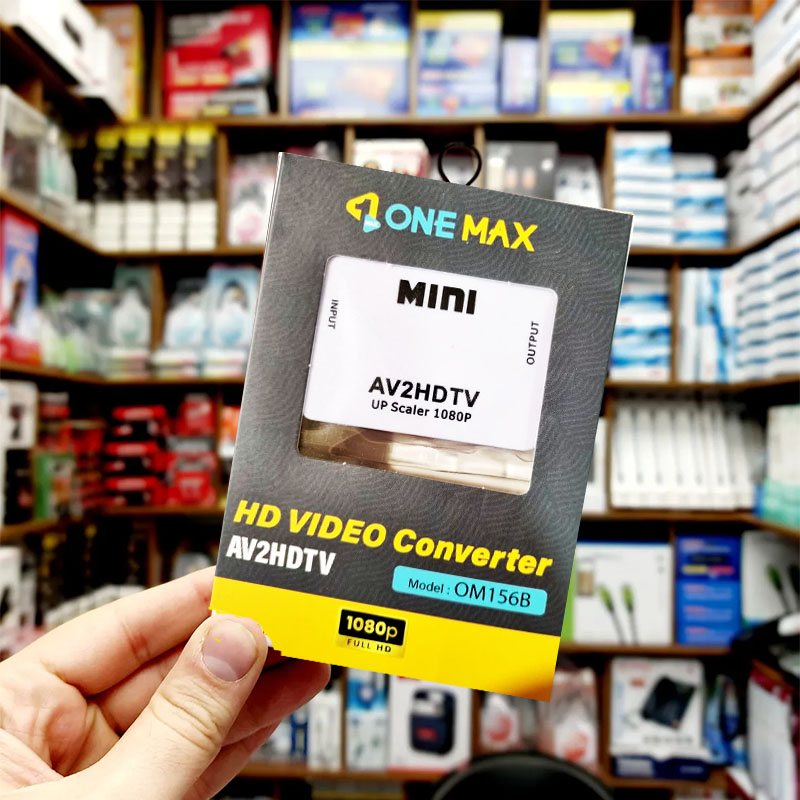 ONE MAX
MINI
INPUT
OUTPUT
AV2HDTV
UP Scaler 1080P
HD VIDEO Converter
AV2HDTV
Model : OM156B
1080p
FULL HD